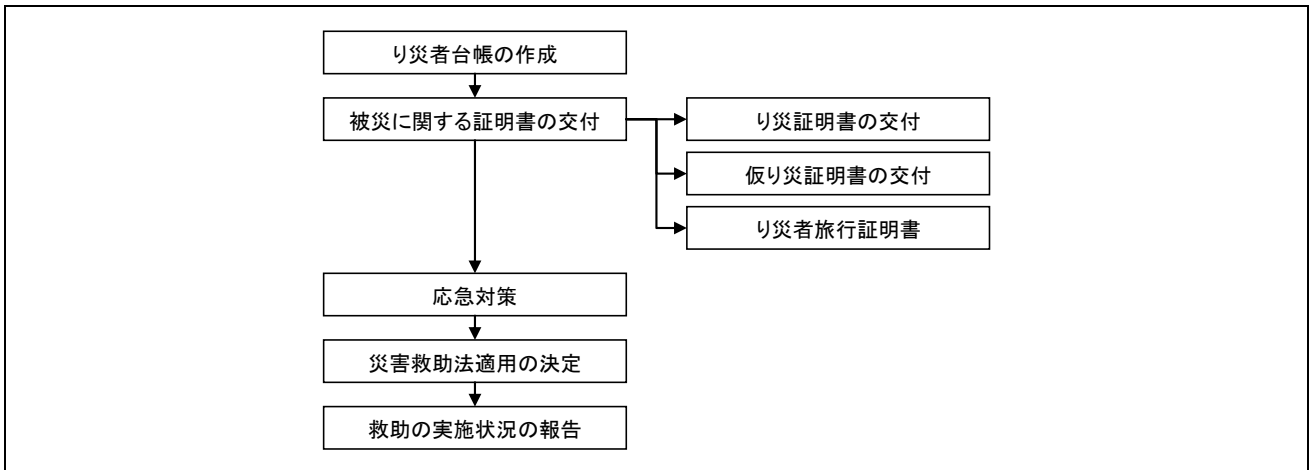 り災者台帳の作成
被災に関する証明書の交付
り災証明書の交付
仮り災証明書の交付
り災者旅行証明書
応急対策
災害救助法適用の決定
救助の実施状況の報告